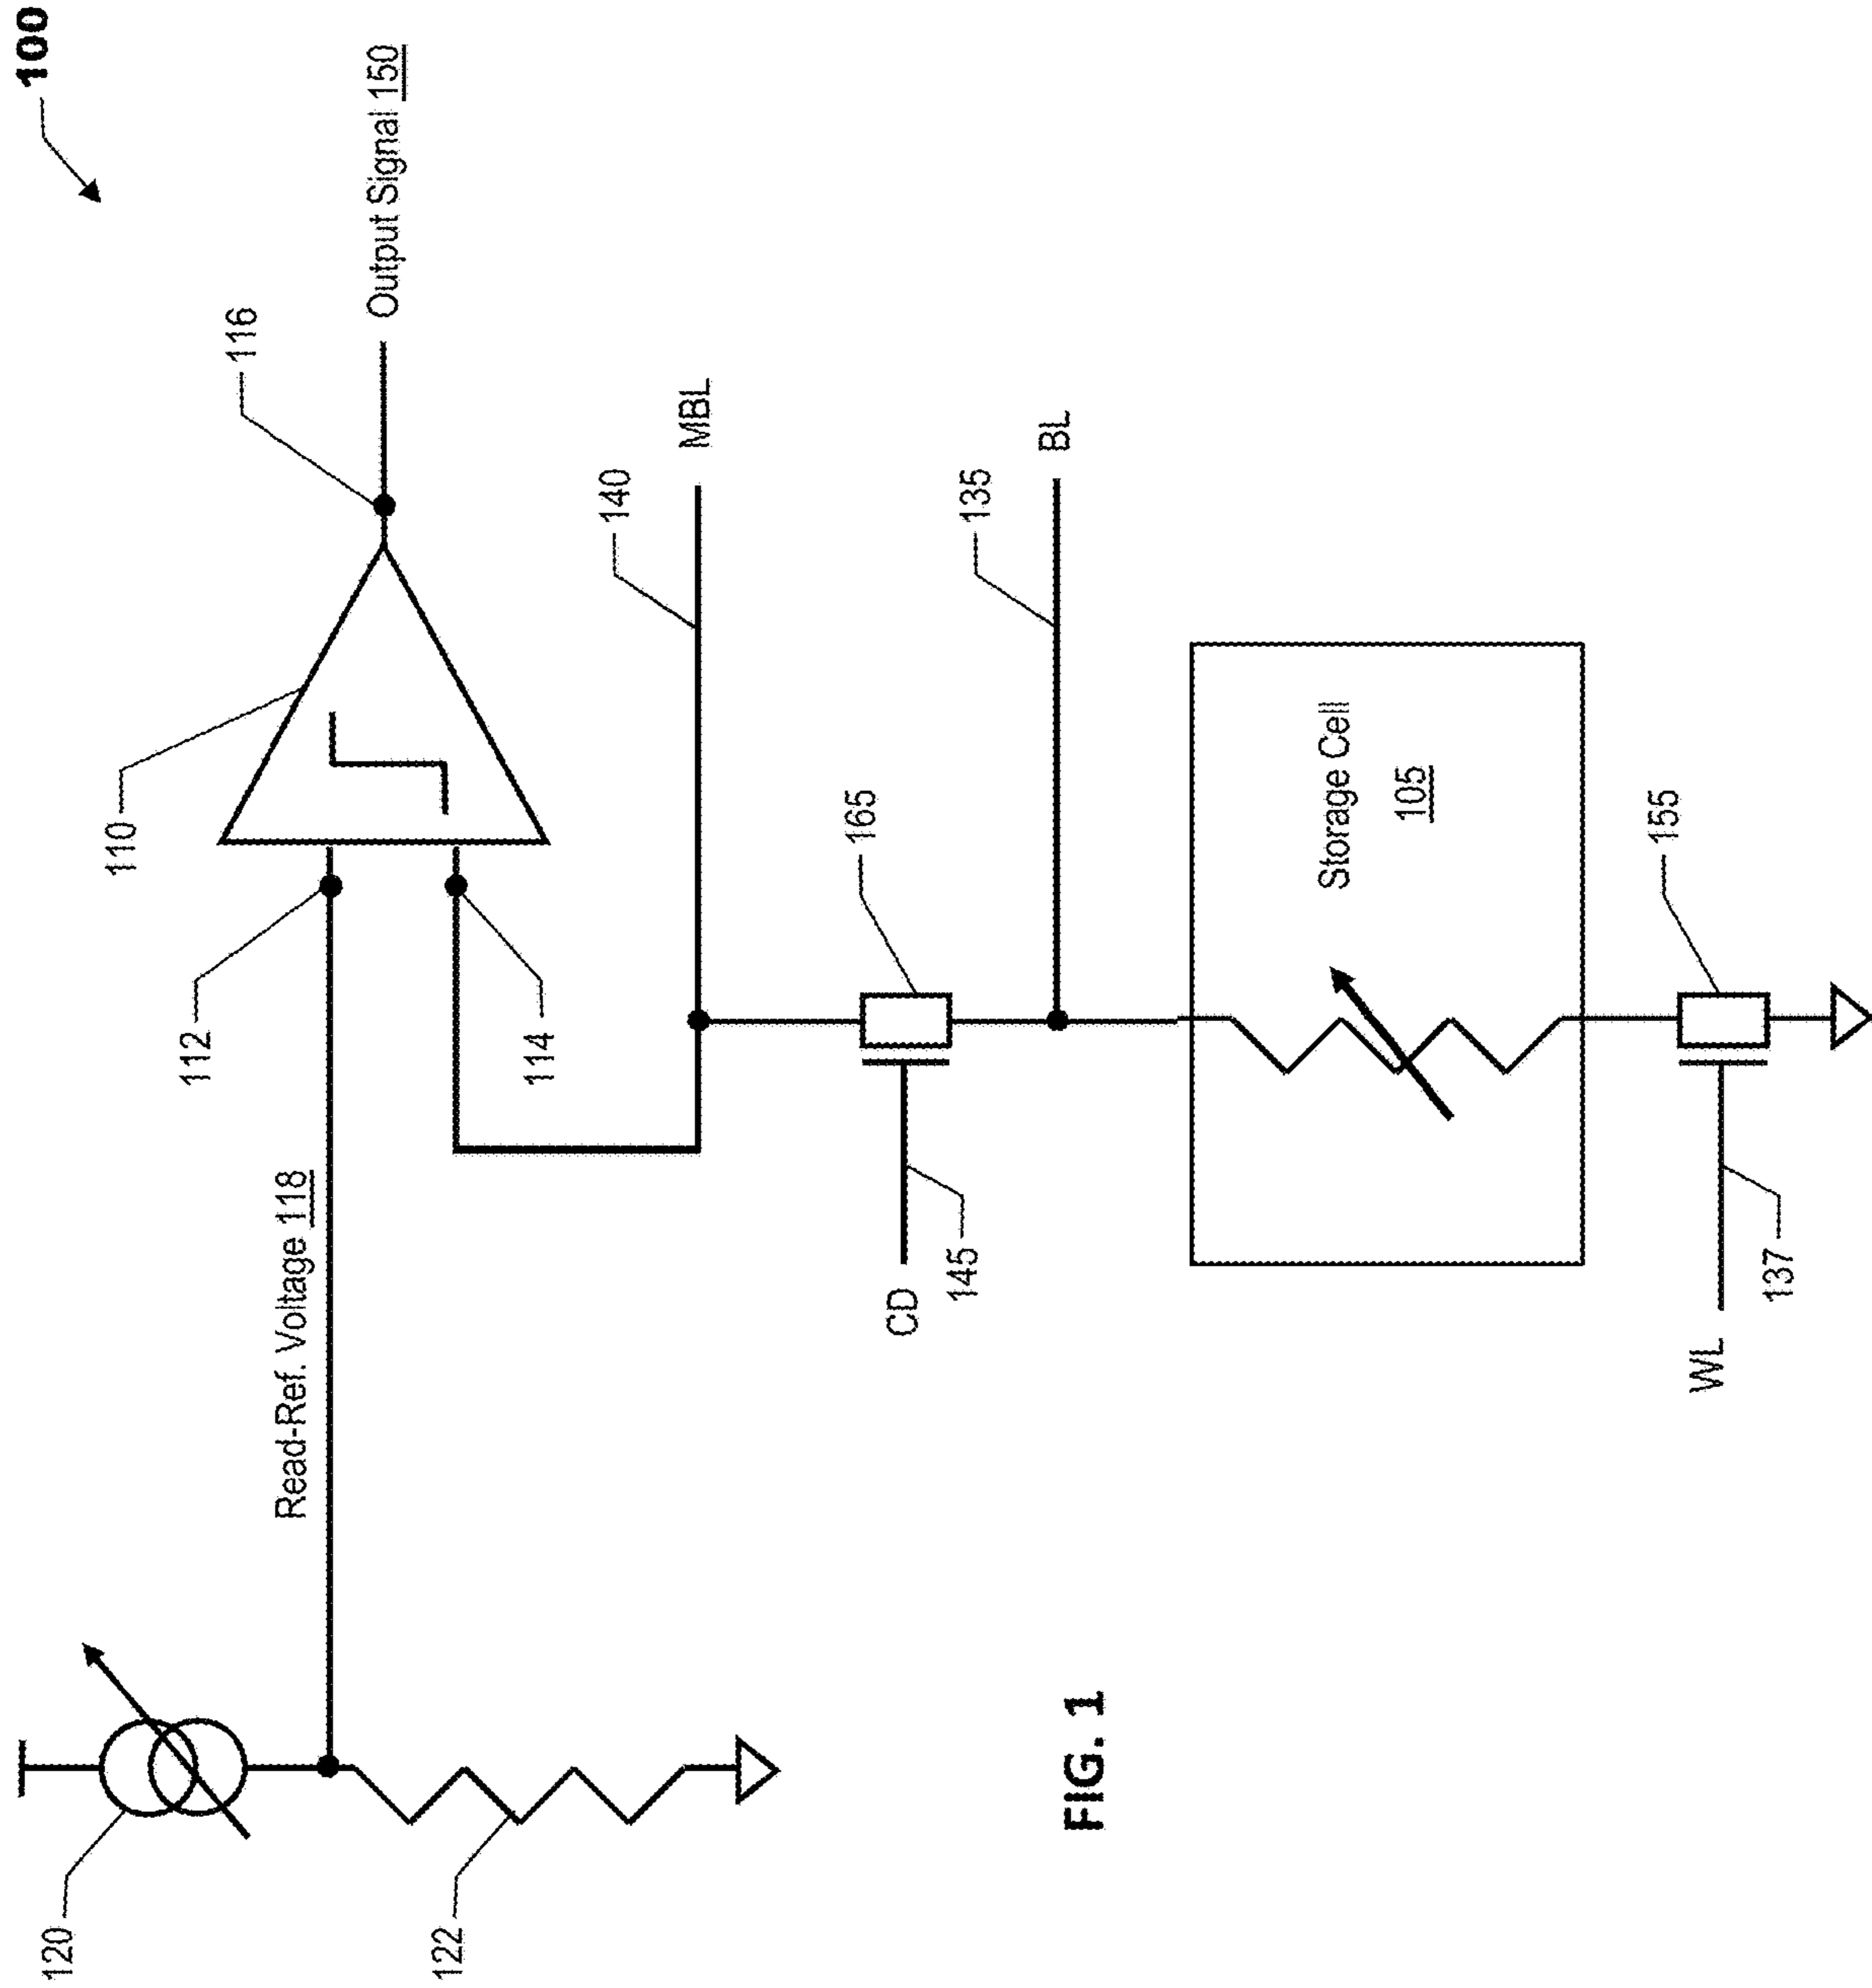 100
120
122
Read-Ref. Voltage 118
112
114
110
116
Output Signal 150
140
MBL
CD
145
165
135
BL
Storage Cell
105
WL
137
155
FIG. 1